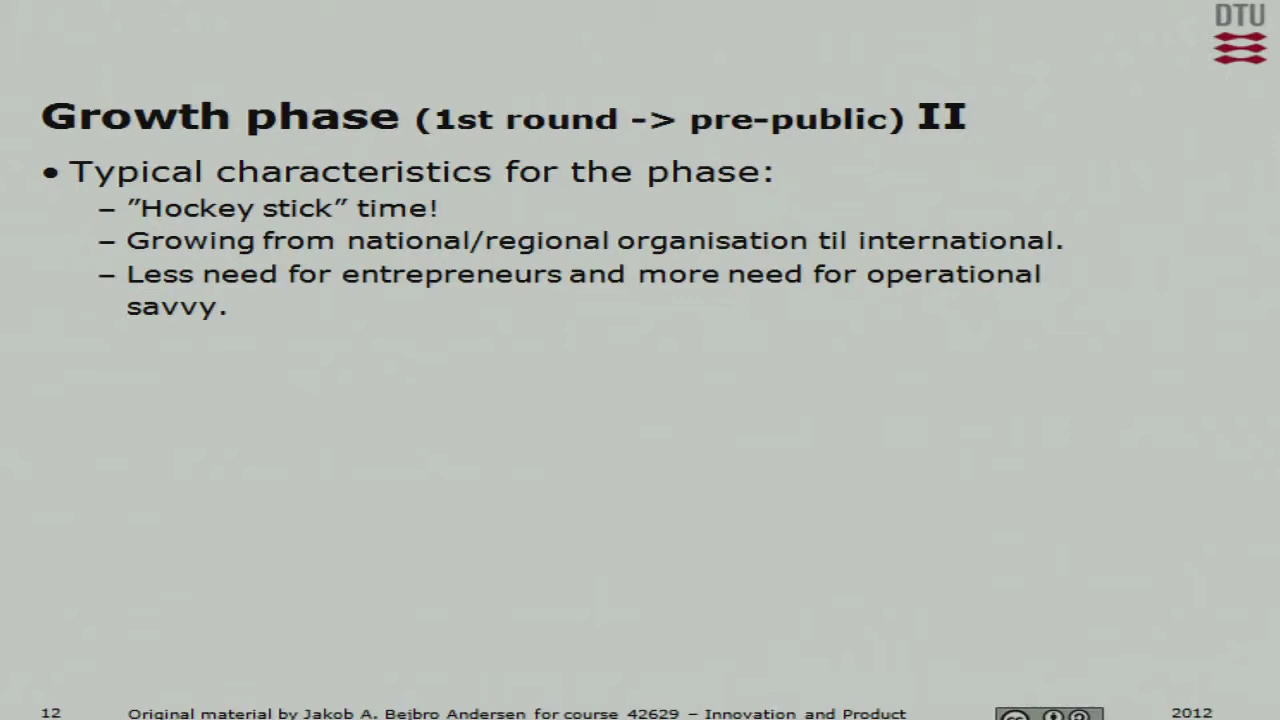 DTU
Growth phase (1st round -> pre-public) II
• Typical characteristics for the phase:
– ”Hockey stick” time!
– Growing from national/regional organisation til international.
– Less need for entrepreneurs and more need for operational
savvy.
12 Original material by Jakob A. Bejbro Andersen for course 42629 – Innovation and Product cc 2012